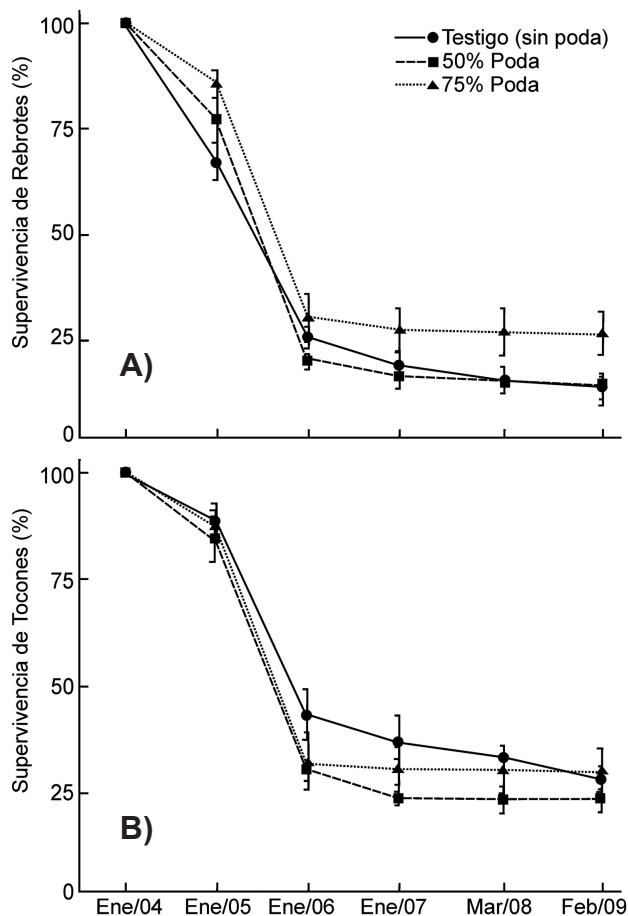 100
Testigo (sin poda)
50% Poda
75% Poda
75
Supervivencia de Rebrotes (%)
50
25
A)
0
100
75
Supervivencia de Tocones (%)
50
25
B)
0
Ene/04 Ene/05 Ene/06 Ene/07 Mar/08 Feb/09